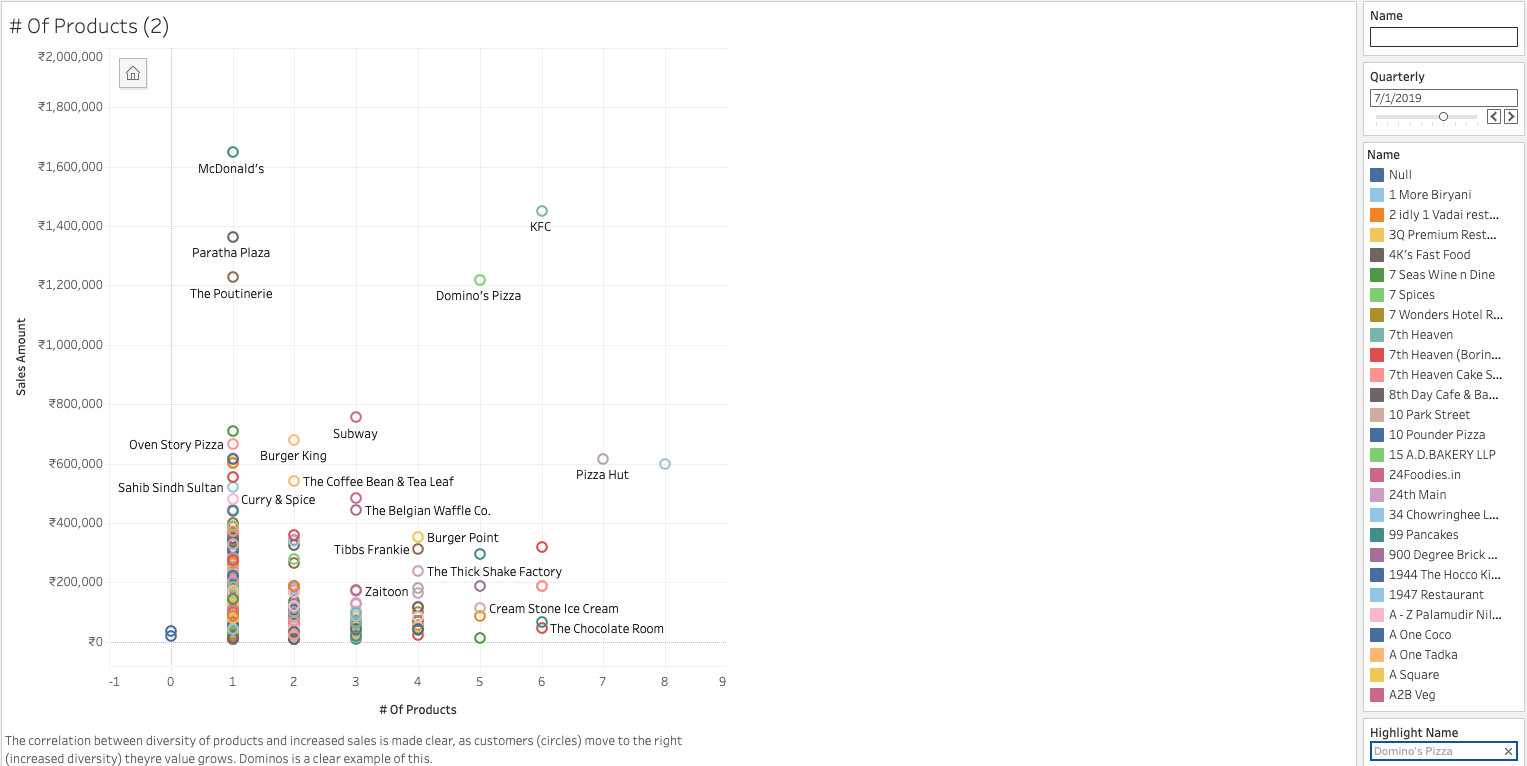 # Of Products (2)
₹2,000,000
₹1,800,000
₹1,600,000
₹1,400,000
₹1,200,000
₹1,000,000
₹800,000
₹600,000
₹400,000
₹200,000
₹0
Sales Amount
McDonald's
KFC
Paratha Plaza
The Poutinerie
Domino's Pizza
Subway
Oven Story Pizza
Burger King
Pizza Hut
The Coffee Bean & Tea Leaf
Sahib Sindh Sultan
Curry & Spice
The Belgian Waffle Co.
Burger Point
Tibbs Frankie
The Thick Shake Factory
Zaitoon
Cream Stone Ice Cream
The Chocolate Room
-1 0 1 2 3 4 5 6 7 8 9
# Of Products
The correlation between diversity of products and increased sales is made clear, as customers (circles) move to the right
(increased diversity) theyre value grows. Dominos is a clear example of this.
Name
Quarterly
7/1/2019
Name
Null
1 More Biryani
2 idly 1 Vadai rest...
3Q Premium Rest...
4K's Fast Food
7 Seas Wine n Dine
7 Spices
7 Wonders Hotel R...
7th Heaven
7th Heaven (Borin...
7th Heaven Cake S...
8th Day Cafe & Ba...
10 Park Street
10 Pounder Pizza
15 A.D.BAKERY LLP
24Foodies.in
24th Main
34 Chowringhee L...
99 Pancakes
900 Degree Brick ...
1944 The Hocco Ki...
1947 Restaurant
A - Z Palamudir Nil...
A One Coco
A One Tadka
A Square
A2B Veg
Highlight Name
Domino's Pizza